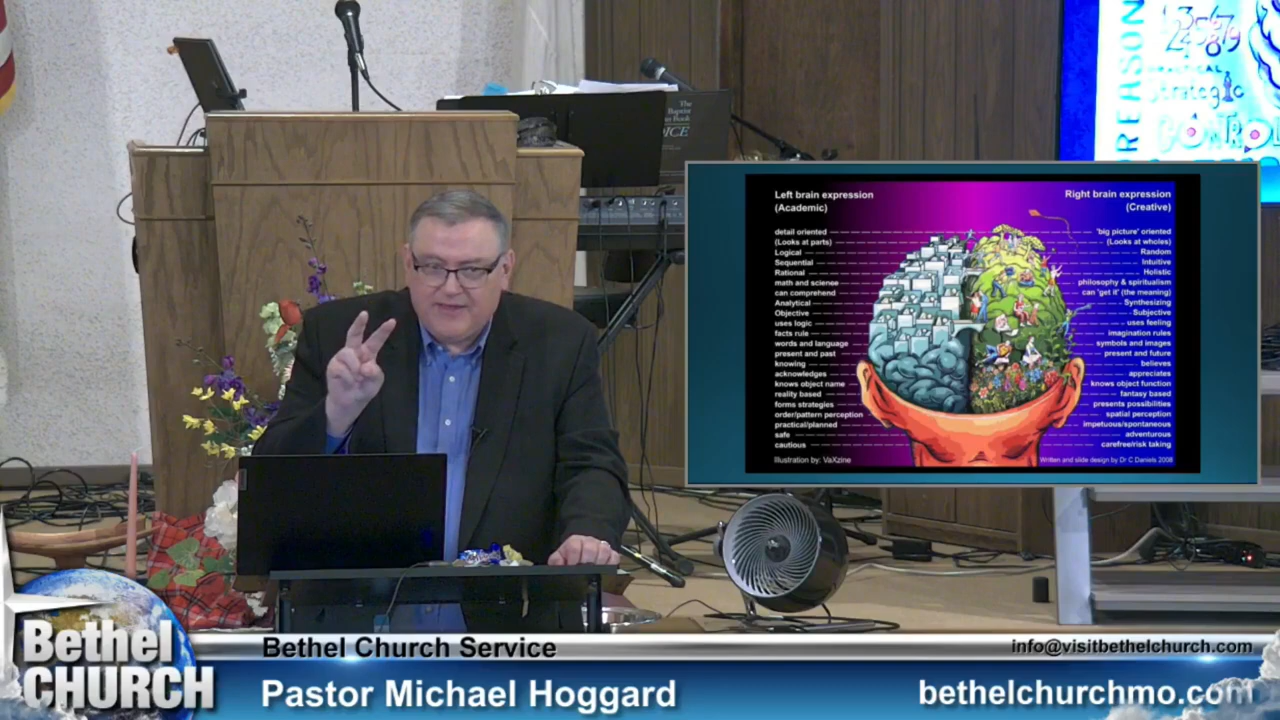 The
Baptist
Book
REASON
Strategic
CONTROL
Left brain expression
(Academic)
detail oriented
(Looks at parts)
Logical
Sequential
Rational
math and science
can comprehend
Analytical
Objective
uses logic
facts rule
words and language
present and past
knowing
acknowledges
knows object name
reality based
forms strategies
order/pattern perception
practical/planned
safe
cautious
Illustration by: VaXzine
Right brain expression
(Creative)
'big picture' oriented
(Looks at wholes)
Random
Intuitive
Holistic
philosophy & spiritualism
can 'get it' (the meaning)
Synthesizing
Subjective
uses feeling
imagination rules
symbols and images
present and future
believes
appreciates
knows object function
fantasy based
presents possibilities
spatial perception
impetuous/spontaneous
adventurous
carefree/risk taking
Written and slide design by Dr C Daniels 2008
Bethel
CHURCH
Bethel Church Service
Pastor Michael Hoggard
info@visitbethelchurch.com
bethelchurchmo.com